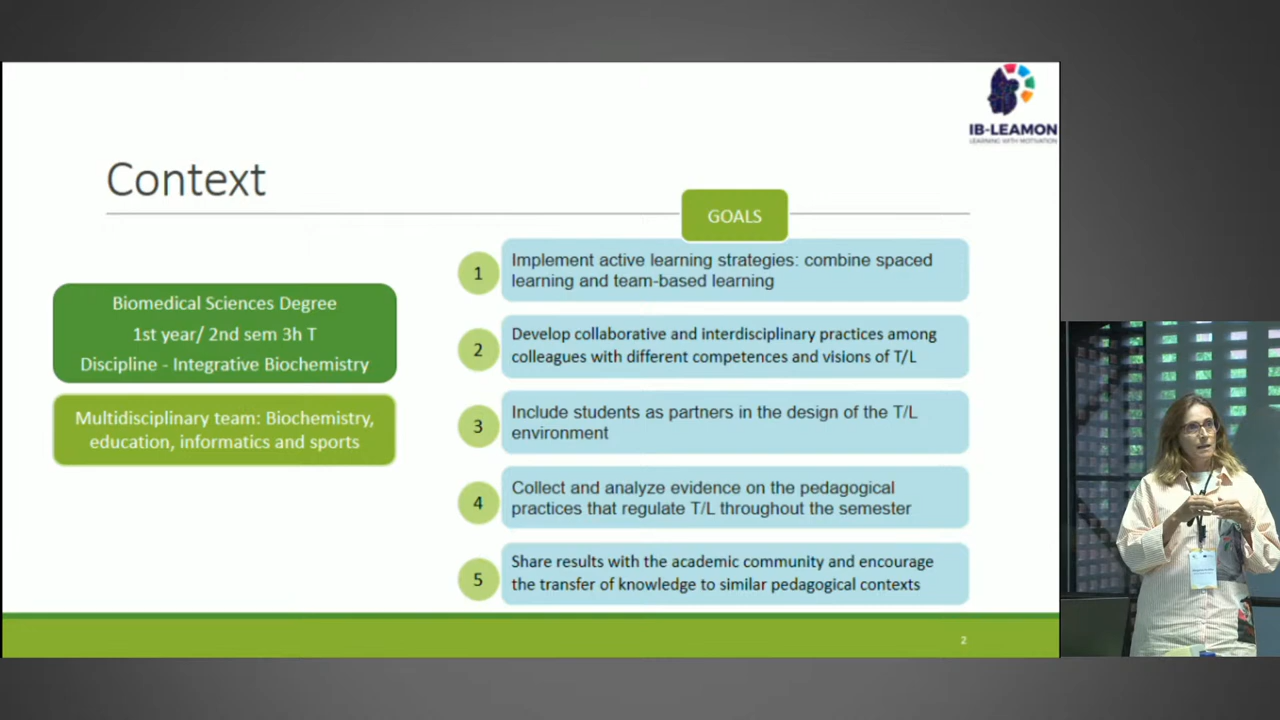 IB-LEAMON
LEARNING WITH MOTIVATION
Context
GOALS
Biomedical Sciences Degree
1st year/ 2nd sem 3h T
Discipline - Integrative Biochemistry
Multidisciplinary team: Biochemistry,
education, informatics and sports
1
Implement active learning strategies: combine spaced
learning and team-based learning
2
Develop collaborative and interdisciplinary practices among
colleagues with different competences and visions of T/L
3
Include students as partners in the design of the T/L
environment
4
Collect and analyze evidence on the pedagogical
practices that regulate T/L throughout the semester
5
Share results with the academic community and encourage
the transfer of knowledge to similar pedagogical contexts
2